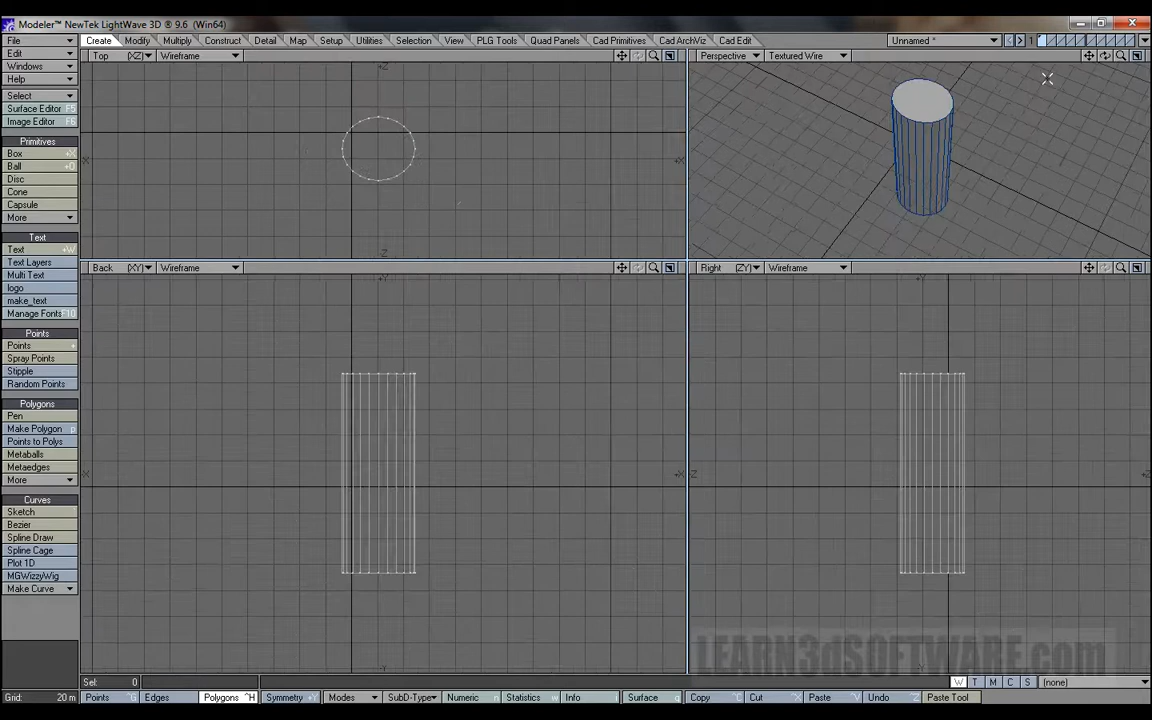 Modeler™ NewTek LightWave 3D ® 9.6 (Win64)
File Create Modify Multiply Construct Detail Map Setup Utilities Selection View PLG Tools Quad Panels Cad Primitives Cad ArchViz Cad Edit Unnamed * 1
Edit
Windows
Help
Select
Surface Editor F5
Image Editor F6
Primitives
Box +X
Ball +O
Disc
Cone
Capsule
More
Text
Text +W
Text Layers
Multi Text
logo
make_text
Manage Fonts F10
Points
Points +
Spray Points
Stipple
Random Points
Polygons
Pen
Make Polygon p
Points to Polys
Metaballs
Metaedges
More
Curves
Sketch
Bezier
Spline Draw
Spline Cage
Plot 1D
MGWizzyWig
Make Curve
Top (XZ) Wireframe
Perspective Textured Wire
Back (XY) Wireframe
Right (ZY) Wireframe
LEARN3dSOFTWARE.com
Sel: 0
W T M C S (none)
Grid: 20 m Points ^G Edges Polygons ^H Symmetry +Y Modes SubD-Type Numeric n Statistics w Info i Surface q Copy ^C Cut ^X Paste ^V Undo ^Z Paste Tool